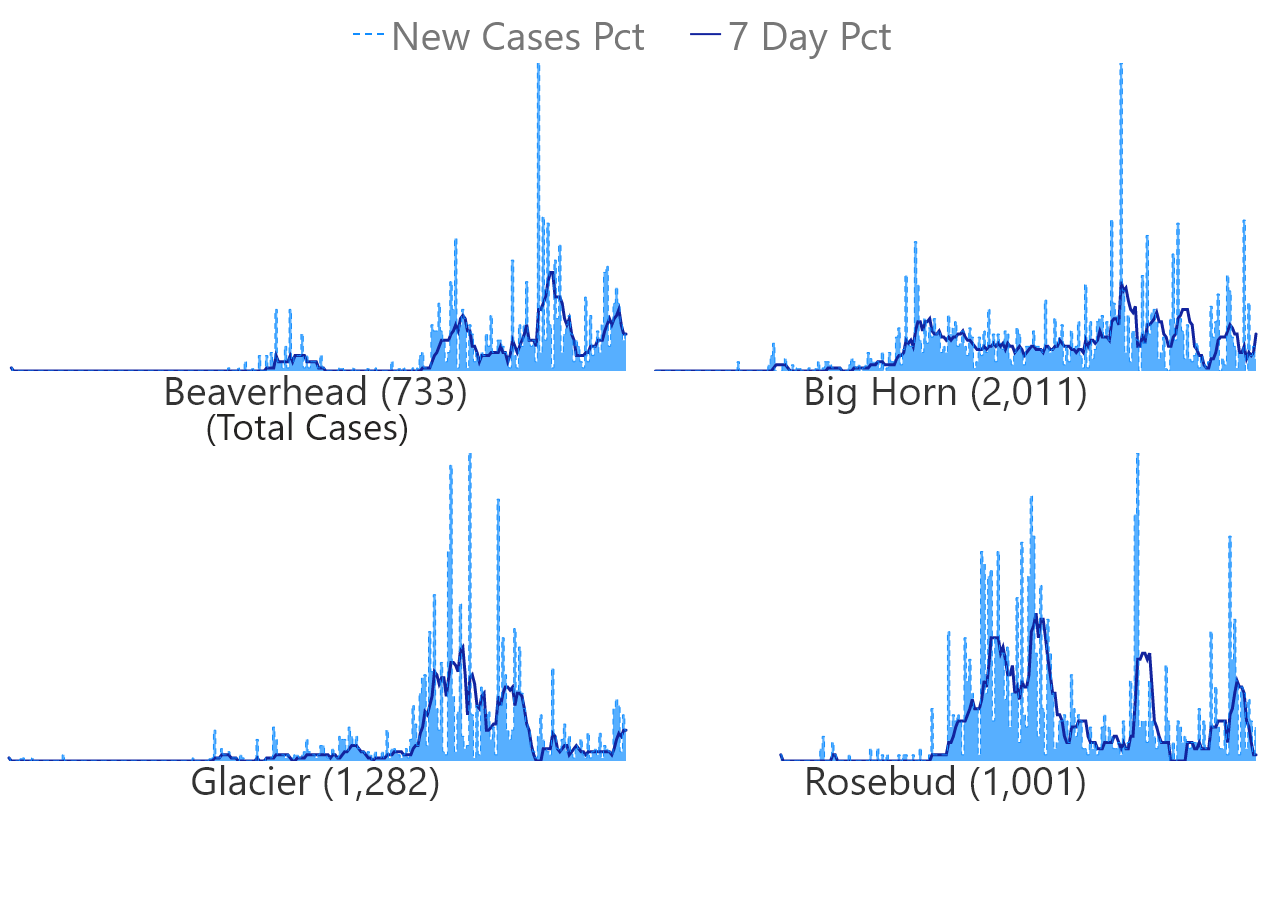 New Cases Pct 7 Day Pct
Beaverhead (733) Big Horn (2,011)
(Total Cases)
Glacier (1,282) Rosebud (1,001)